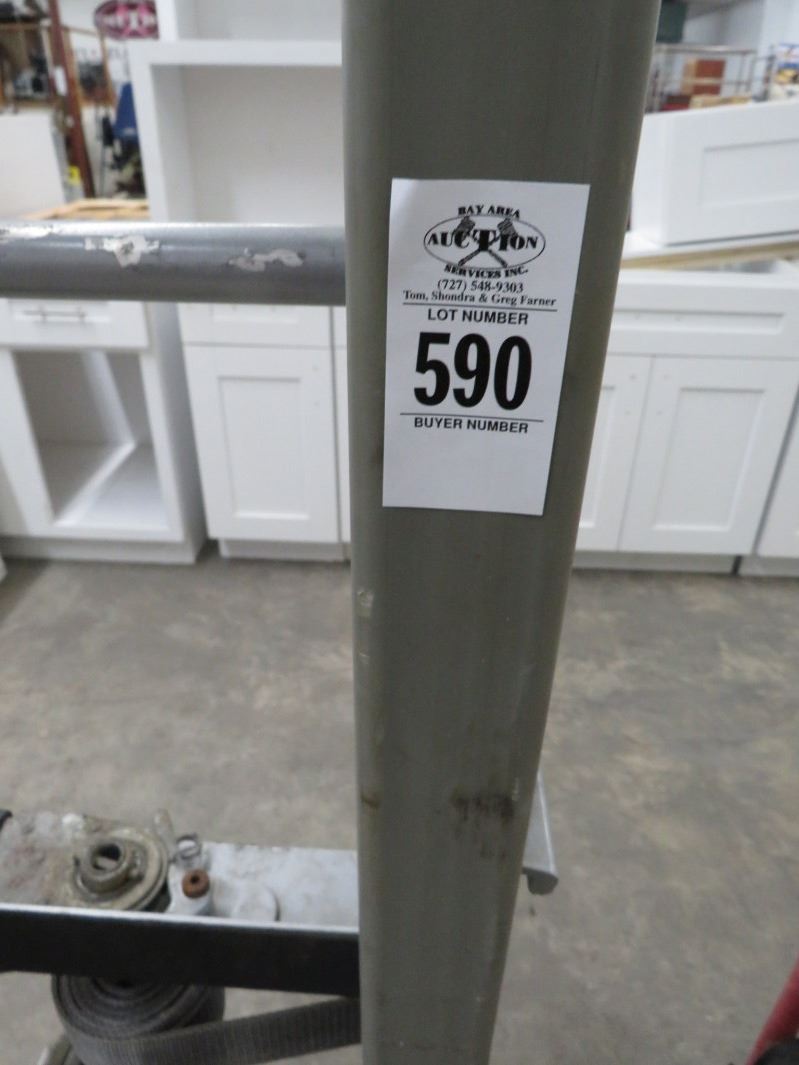 BAY AREA
AUCTION
SERVICES INC.
(727) 548-9303
Tom, Shondra & Greg Farner
LOT NUMBER
590
BUYER NUMBER